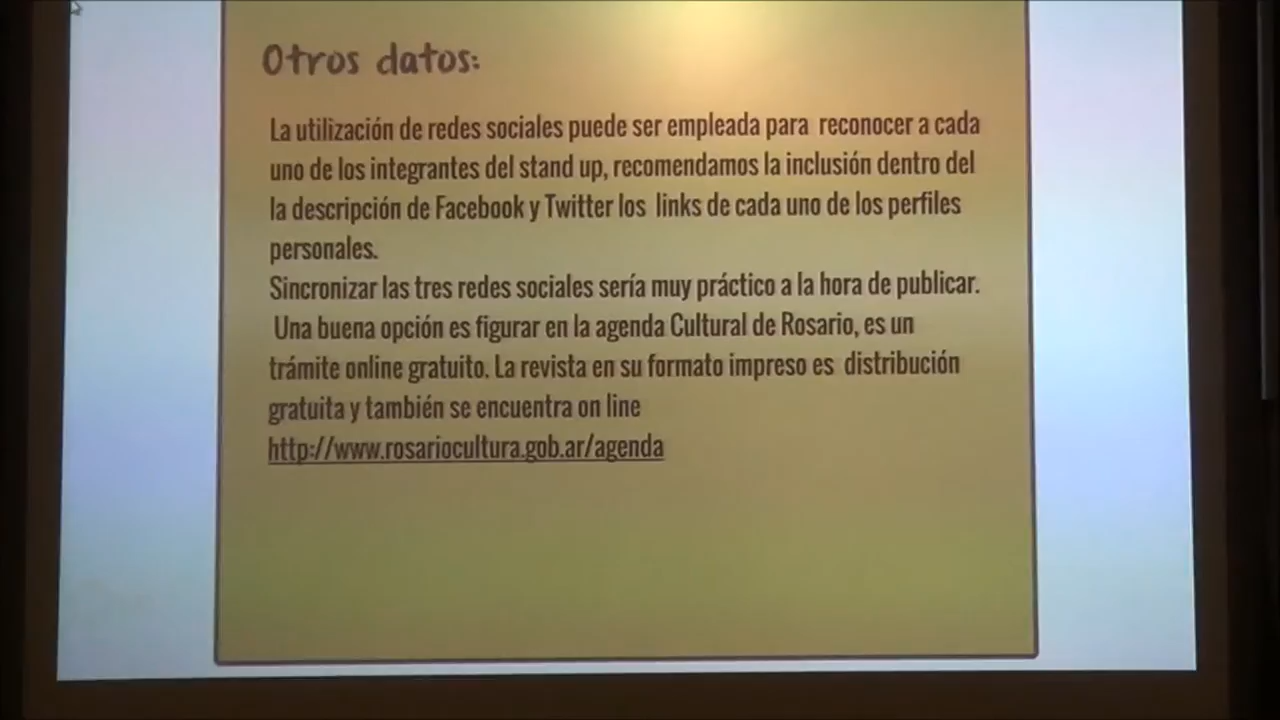 Otros datos:
La utilización de redes sociales puede ser empleada para reconocer a cada
uno de los integrantes del stand up, recomendamos la inclusión dentro del
la descripción de Facebook y Twitter los links de cada uno de los perfiles
personales.
Sincronizar las tres redes sociales sería muy práctico a la hora de publicar.
Una buena opción es figurar en la agenda Cultural de Rosario, es un
trámite online gratuito. La revista en su formato impreso es distribución
gratuita y también se encuentra on line
http://www.rosariocultura.gob.ar/agenda